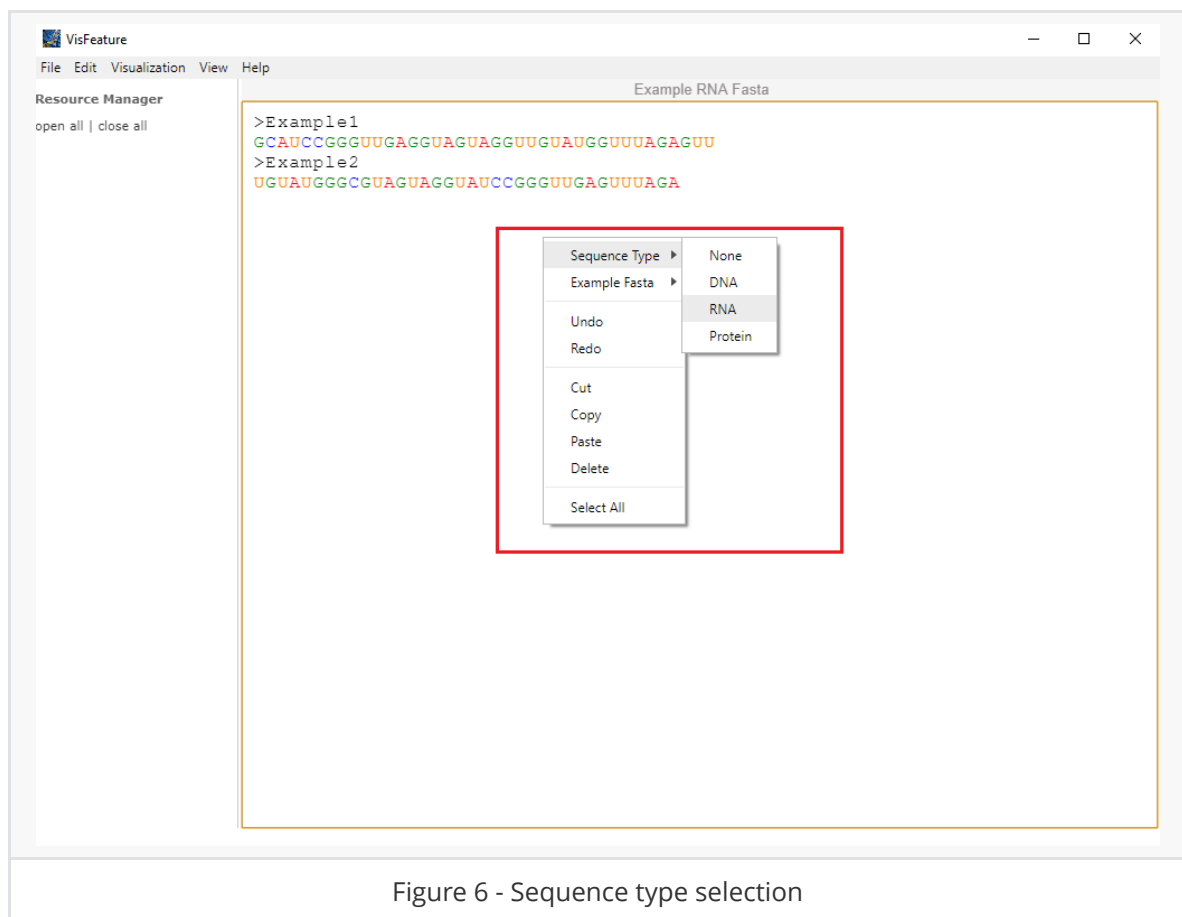 VisFeature
File Edit Visualization View Help
Resource Manager
open all | close all
Example RNA Fasta
>Example1
GCAUCCGGGUUGAGGUAGUAGGUUGUAUGGUUUAGAGUU
>Example2
UGUAUGGGCGUAGUAGGUAUCCGGGUUGAGUUUAGA
Sequence Type
Example Fasta
Undo
Redo
Cut
Copy
Paste
Delete
Select All
None
DNA
RNA
Protein
Figure 6 - Sequence type selection